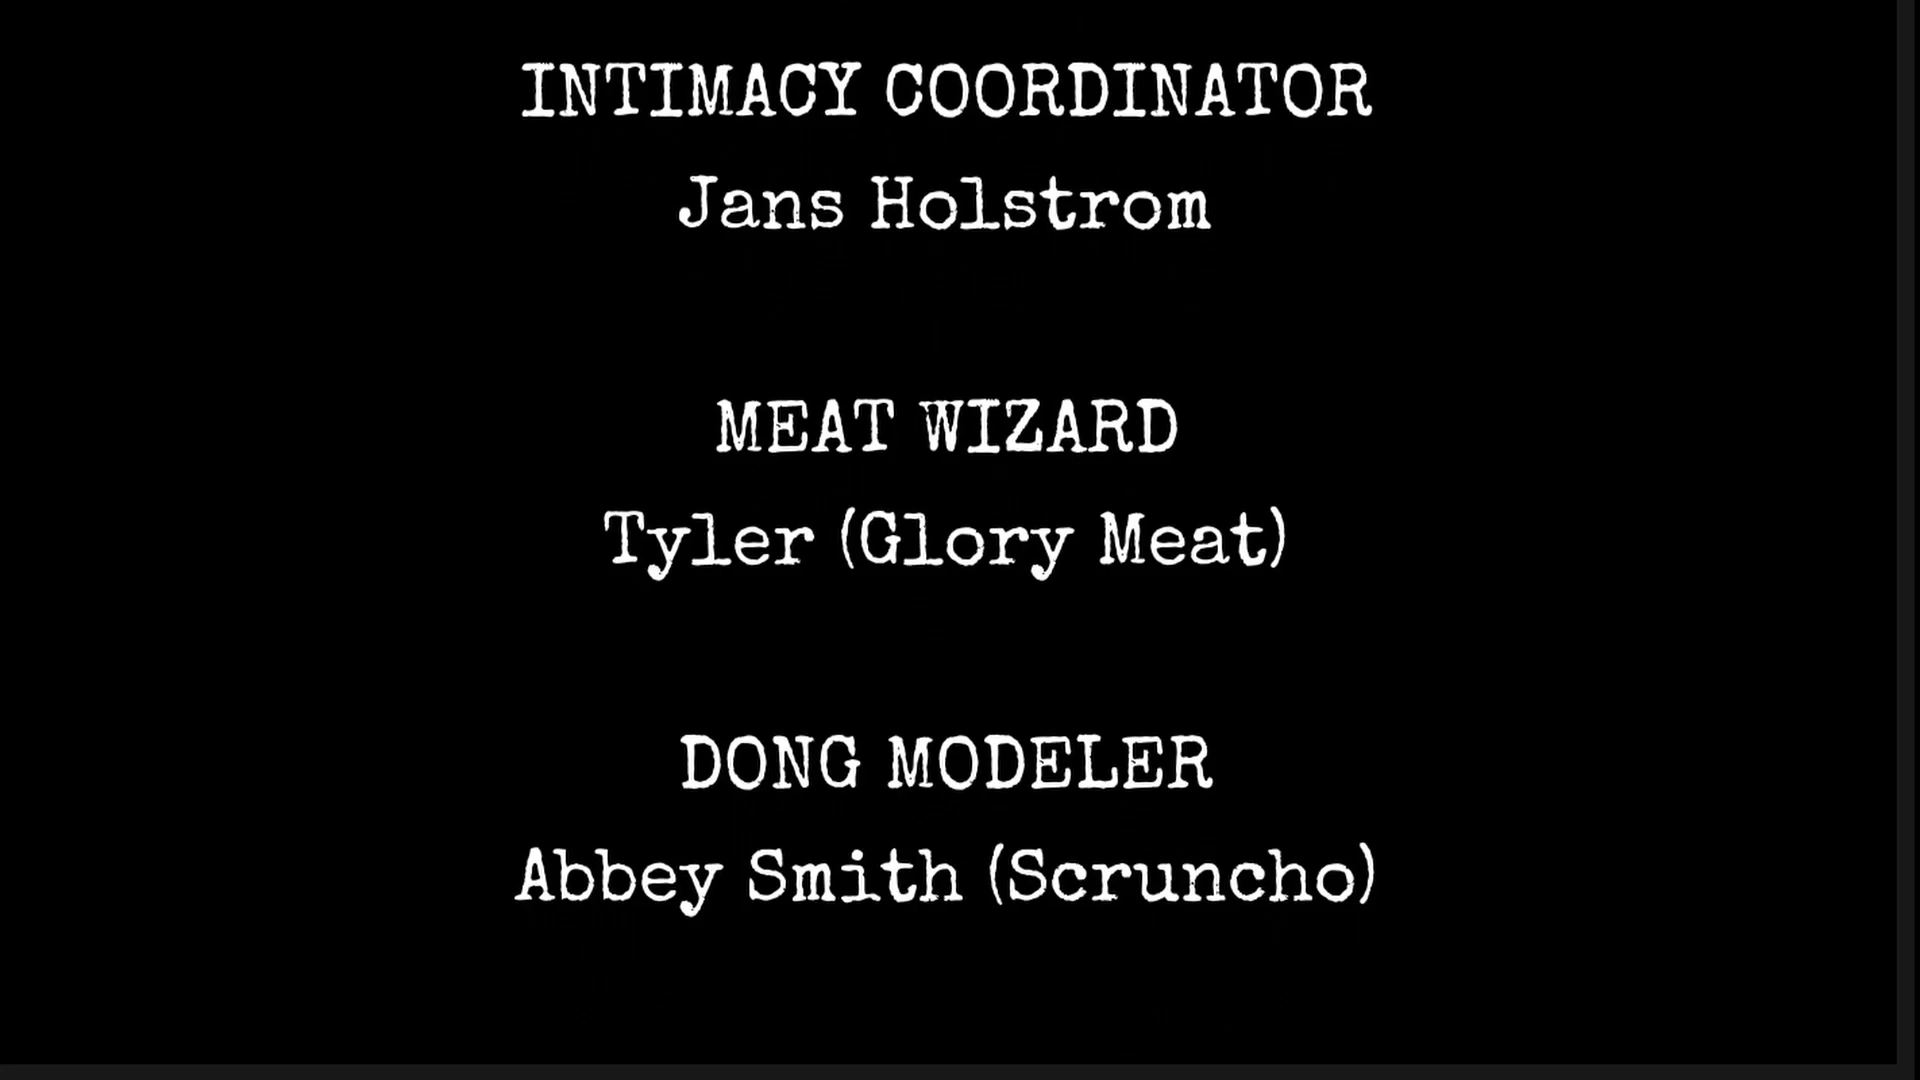 INTIMACY COORDINATOR
Jans Holstrom
MEAT WIZARD
Tyler (Glory Meat)
DONG MODELER
Abbey Smith (Scruncho)